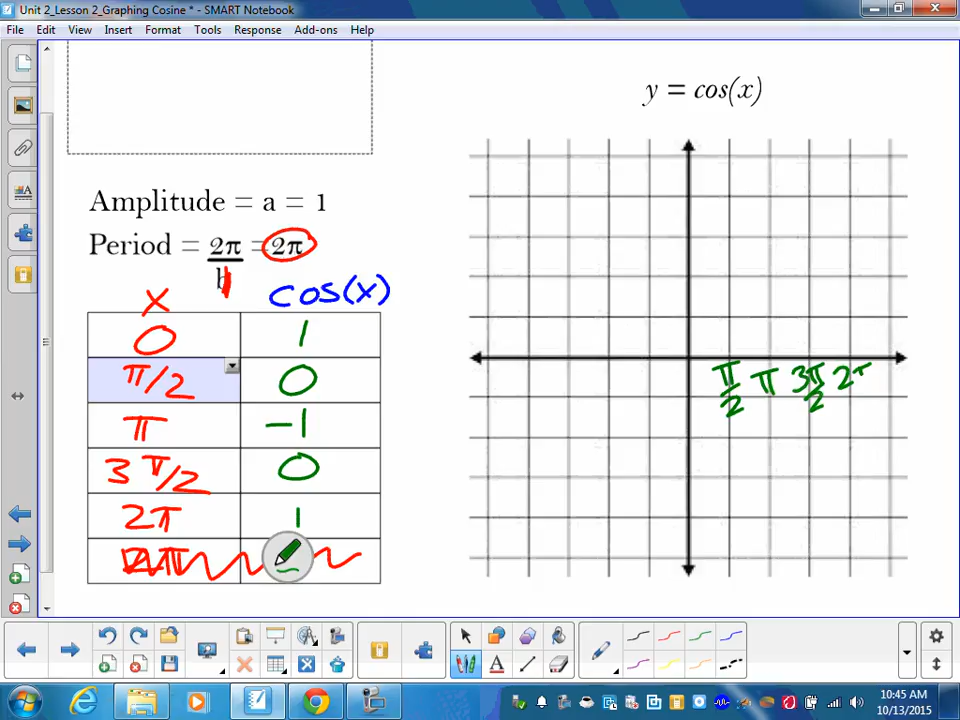 Unit 2_Lesson 2_Graphing Cosine * - SMART Notebook
File Edit View Insert Format Tools Response Add-ons Help
y = cos(x)
Amplitude = a = 1
Period = 2π = 2π
b 1
x cos(x)
0 1
π/2 0
π -1
3π/2 0
2π 1
2π
π/2 π 3π/2 2π
10:45 AM
10/13/2015